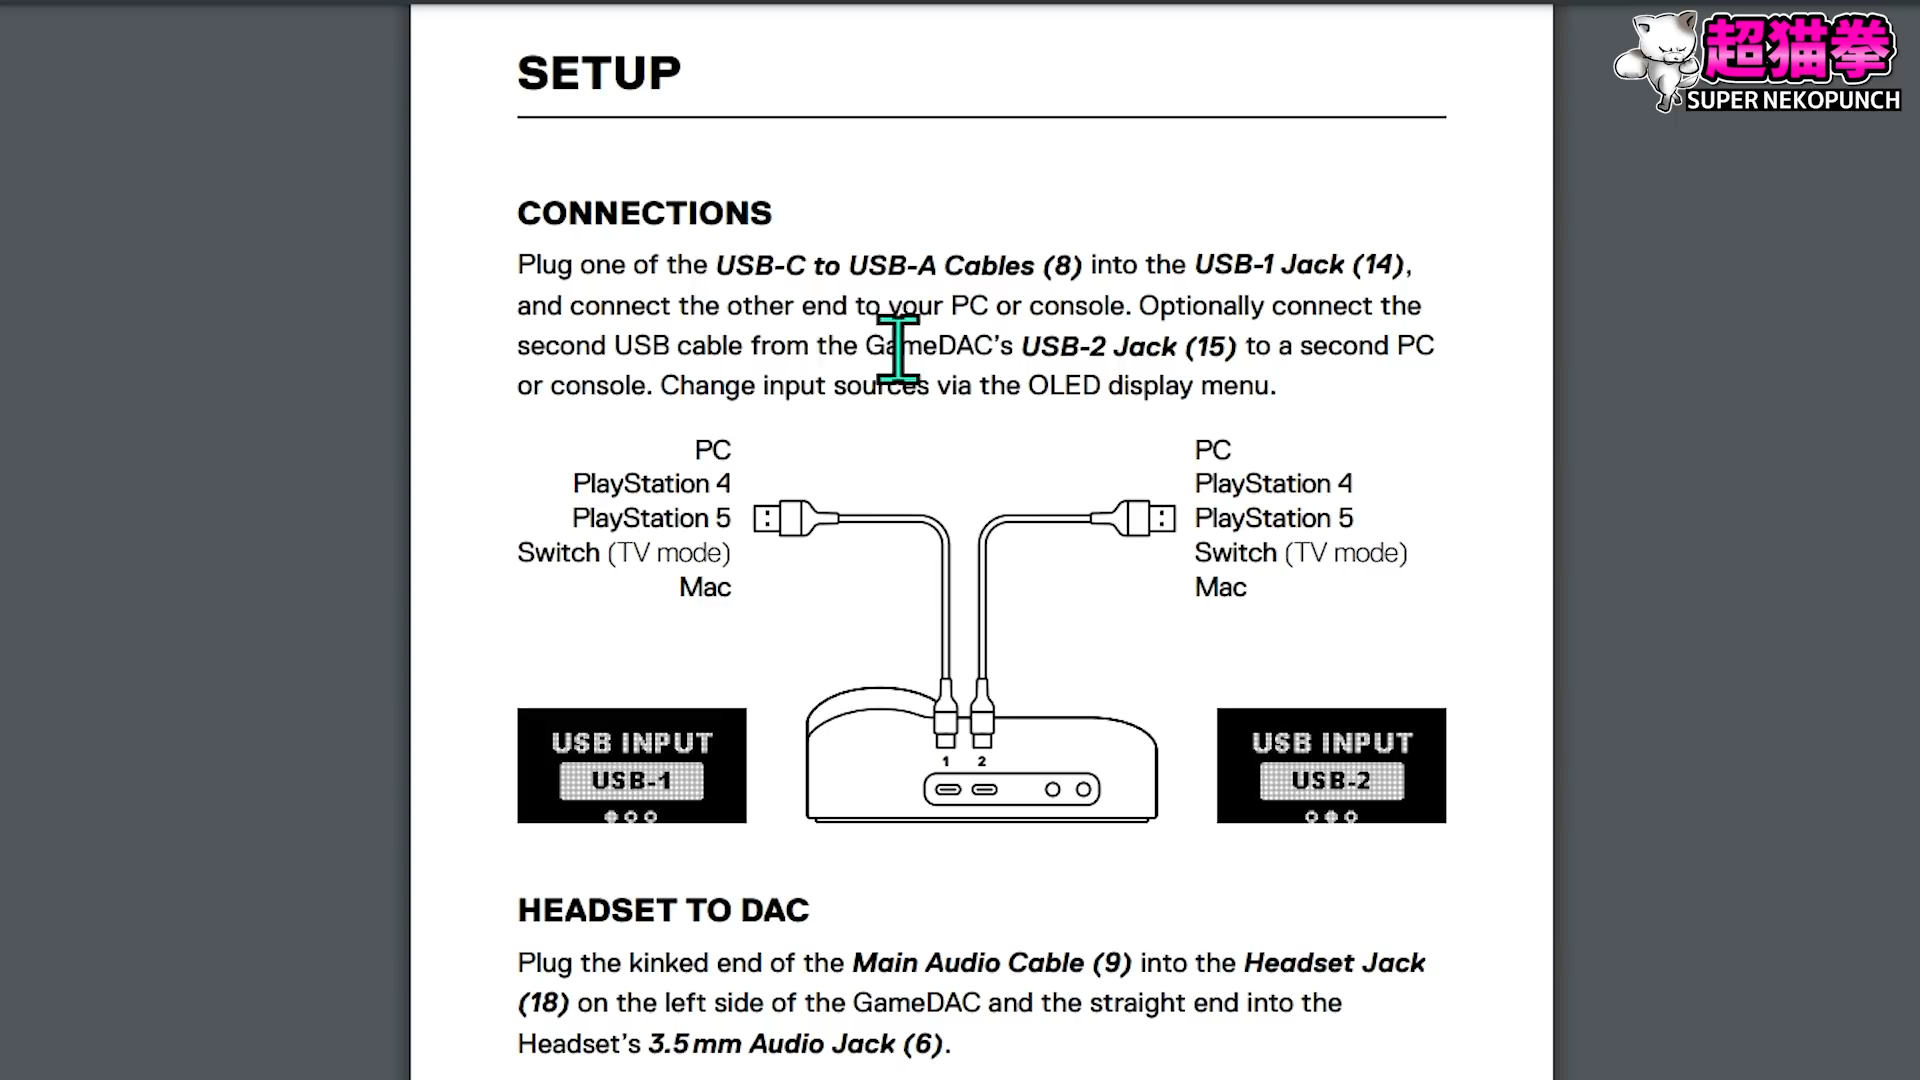 超猫拳
SUPER NEKOPUNCH
SETUP
CONNECTIONS
Plug one of the USB-C to USB-A Cables (8) into the USB-1 Jack (14),
and connect the other end to your PC or console. Optionally connect the
second USB cable from the GameDAC’s USB-2 Jack (15) to a second PC
or console. Change input sources via the OLED display menu.
PC
PlayStation 4
PlayStation 5
Switch (TV mode)
Mac
PC
PlayStation 4
PlayStation 5
Switch (TV mode)
Mac
USB INPUT
USB-1
1 2
USB INPUT
USB-2
HEADSET TO DAC
Plug the kinked end of the Main Audio Cable (9) into the Headset Jack
(18) on the left side of the GameDAC and the straight end into the
Headset’s 3.5mm Audio Jack (6).